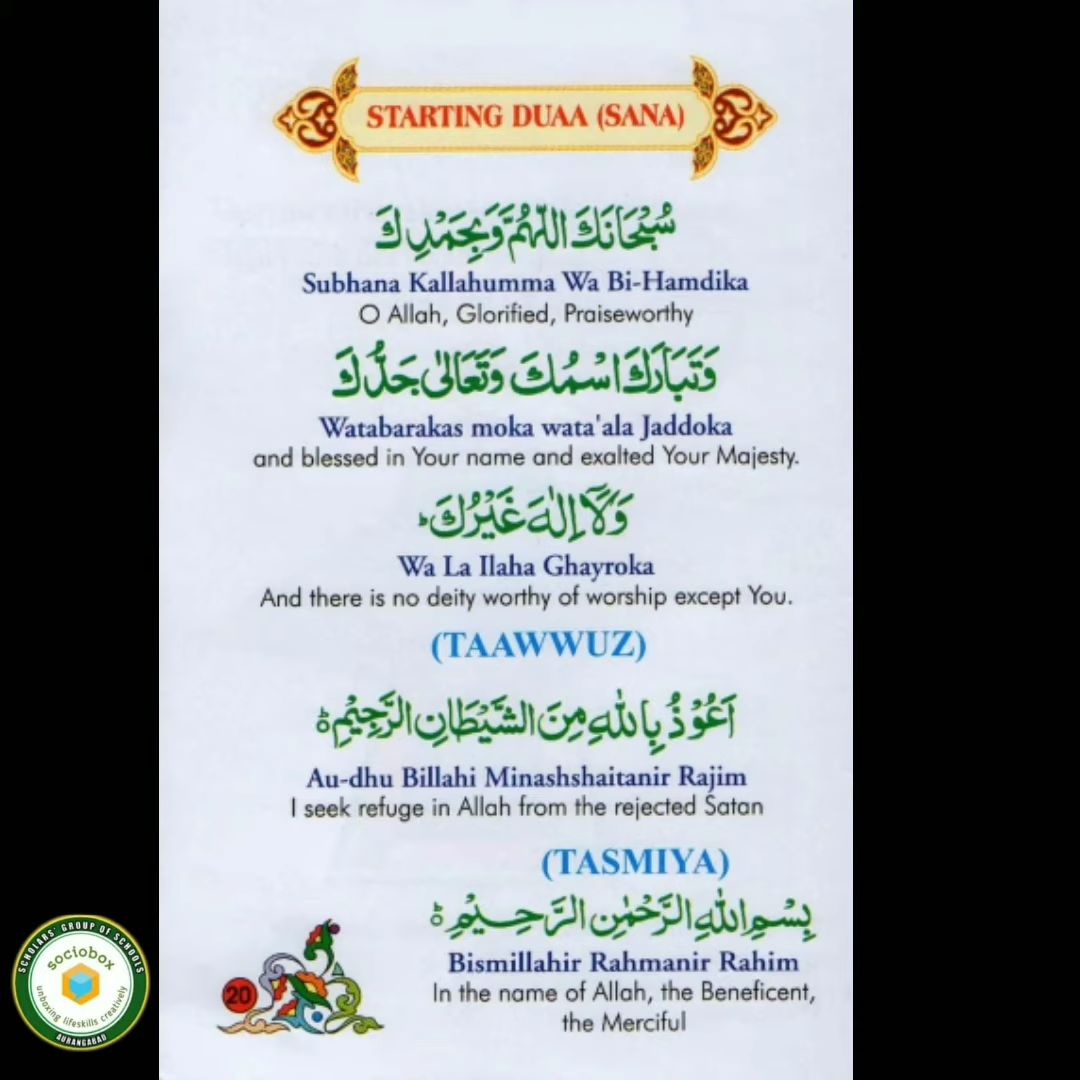 STARTING DUAA (SANA)
سُبْحَانَكَ اللّٰهُمَّ وَبِحَمْدِكَ
Subhana Kallahumma Wa Bi-Hamdika
O Allah, Glorified, Praiseworthy
وَتَبَارَكَ اسْمُكَ وَتَعَالٰى جَدُّكَ
Watabarakas moka wata'ala Jaddoka
and blessed in Your name and exalted Your Majesty.
وَلَآ اِلٰهَ غَيْرُكَ ؕ
Wa La Ilaha Ghayroka
And there is no deity worthy of worship except You.
(TAAWWUZ)
اَعُوْذُ بِاللّٰهِ مِنَ الشَّيْطَانِ الرَّجِيْمِ ۃؕ
Au-dhu Billahi Minashshaitanir Rajim
I seek refuge in Allah from the rejected Satan
(TASMIYA)
بِسْمِ اللّٰهِ الرَّحْمٰنِ الرَّحِيْمِ ۃؕ
Bismillahir Rahmanir Rahim
In the name of Allah, the Beneficent,
the Merciful
20
SCHOLARS' GROUP OF SCHOOLS
sociobox
unboxing lifeskills creatively
AURANGABAD